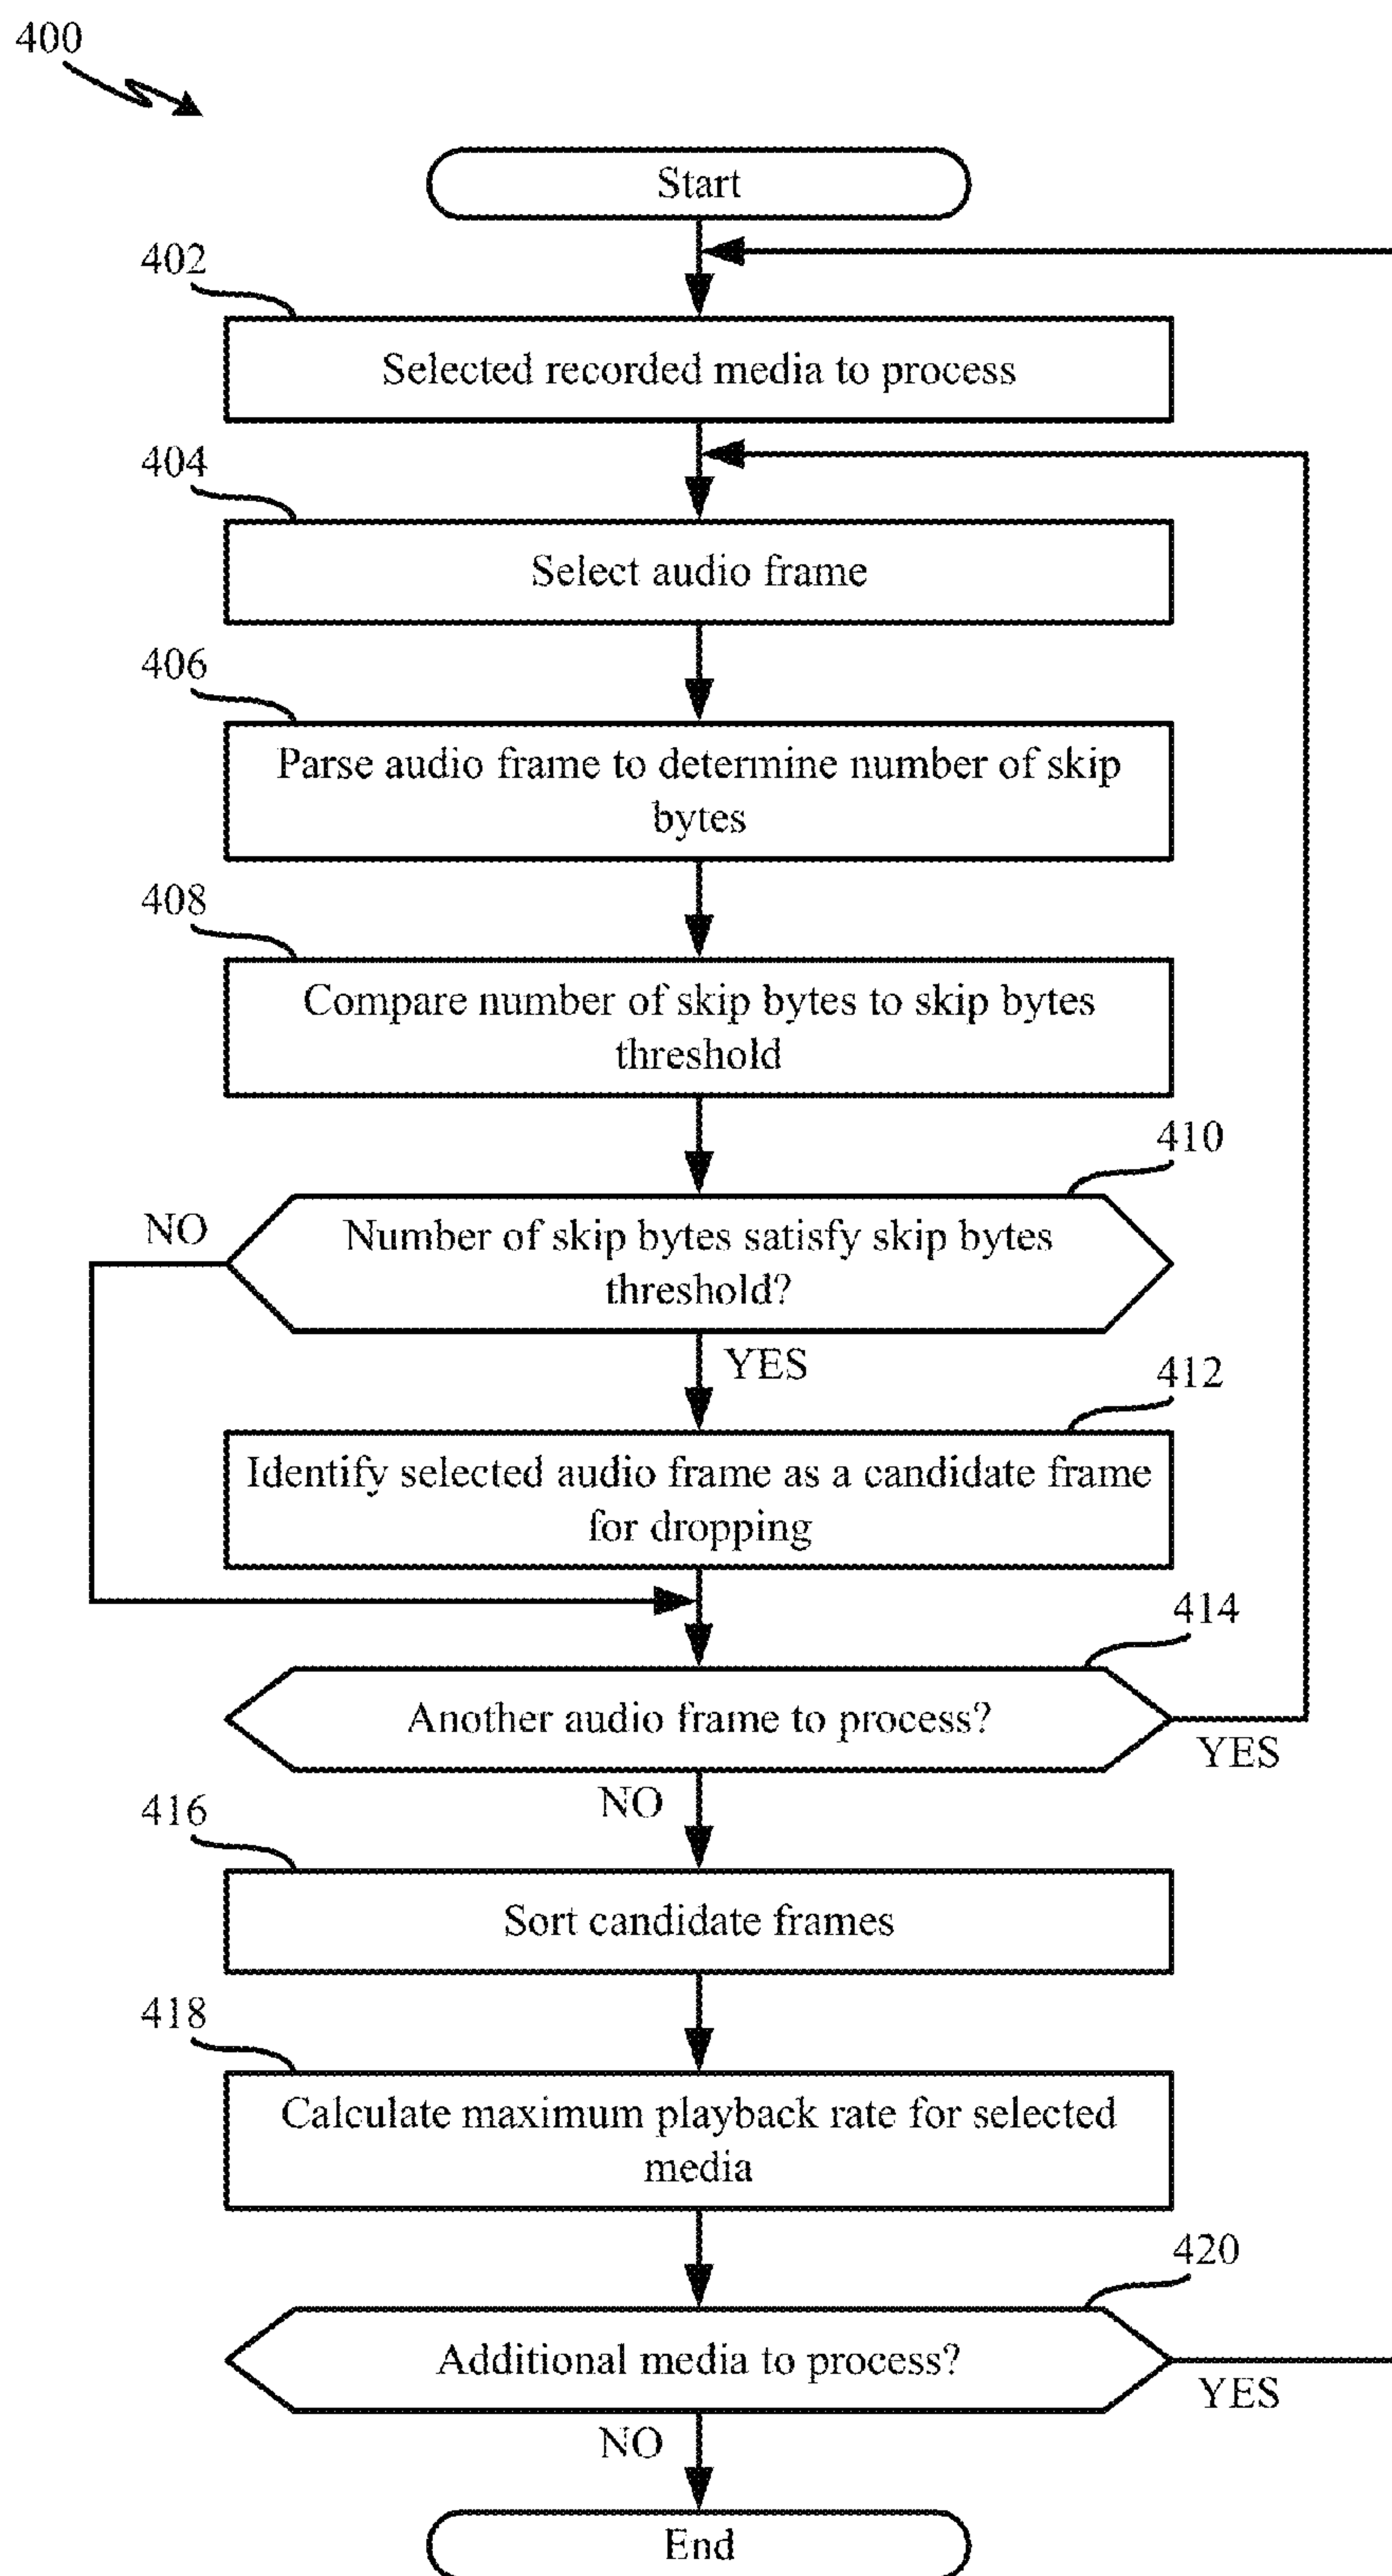 400
Start
402
Selected recorded media to process
404
Select audio frame
406
Parse audio frame to determine number of skip
bytes
408
Compare number of skip bytes to skip bytes
threshold
410
NO
Number of skip bytes satisfy skip bytes
threshold?
YES
412
Identify selected audio frame as a candidate frame
for dropping
414
Another audio frame to process?
YES
NO
416
Sort candidate frames
418
Calculate maximum playback rate for selected
media
420
Additional media to process?
YES
NO
End